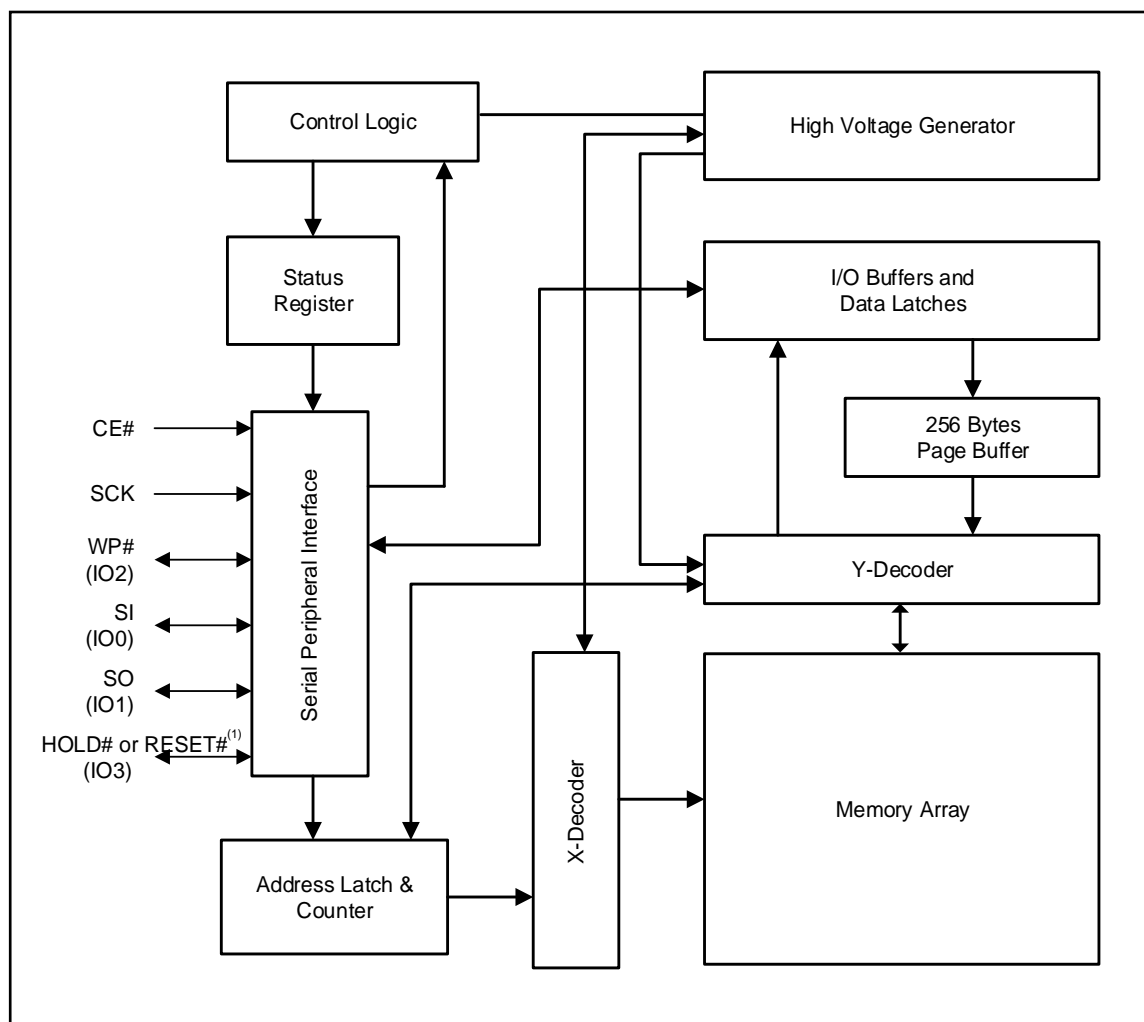 Control Logic
High Voltage Generator
Status
Register
I/O Buffers and
Data Latches
256 Bytes
Page Buffer
CE#
SCK
WP#
(IO2)
SI
(IO0)
SO
(IO1)
HOLD# or RESET#(1)
(IO3)
Serial Peripheral Interface
Y-Decoder
X-Decoder
Memory Array
Address Latch &
Counter